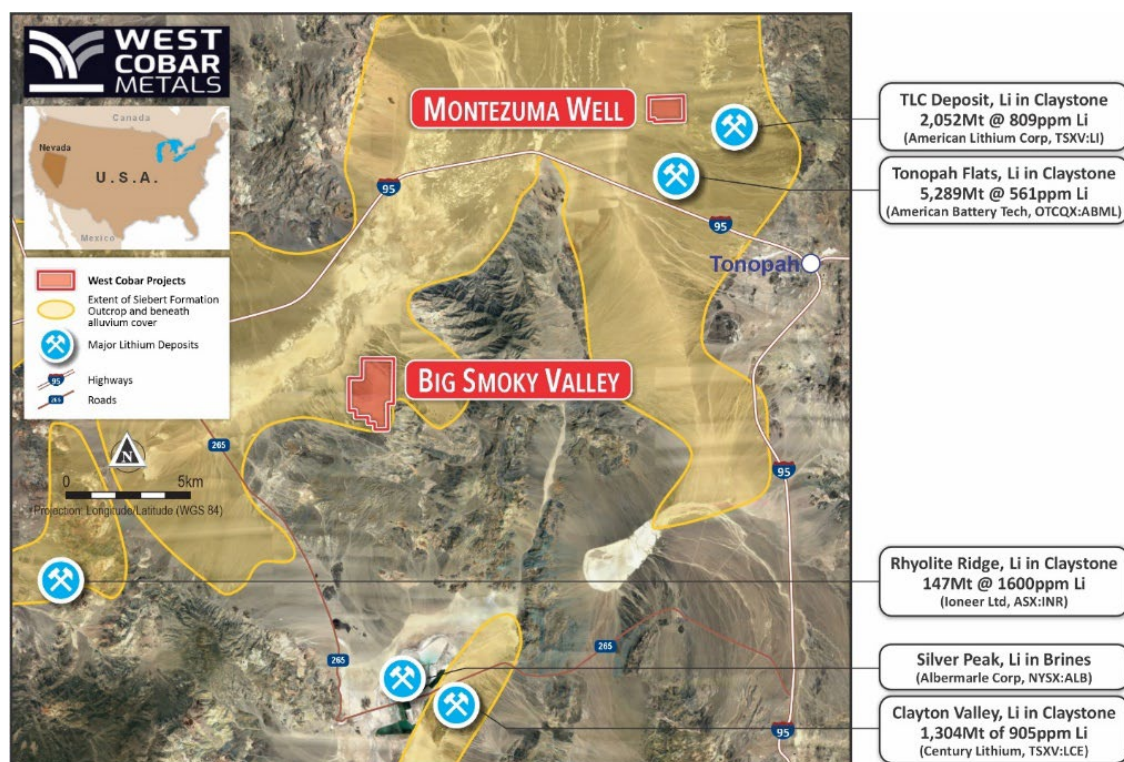 WEST
COBAR
METALS
Canada
Nevada
U.S.A.
Mexico
West Cobar Projects
Extent of Siebert Formation
Outcrop and beneath
alluvium cover
Major Lithium Deposits
95
Highways
265
Roads
N
0 5km
Projection: Longitude/Latitude (WGS 84)
MONTEZUMA WELL
95
95
Tonopah
BIG SMOKY VALLEY
265
95
265
265
95
TLC Deposit, Li in Claystone
2,052Mt @ 809ppm Li
(American Lithium Corp, TSXV:LI)
Tonopah Flats, Li in Claystone
5,289Mt @ 561ppm Li
(American Battery Tech, OTCQX:ABML)
Rhyolite Ridge, Li in Claystone
147Mt @ 1600ppm Li
(Ioneer Ltd, ASX:INR)
Silver Peak, Li in Brines
(Albermarle Corp, NYSX:ALB)
Clayton Valley, Li in Claystone
1,304Mt of 905ppm Li
(Century Lithium, TSXV:LCE)